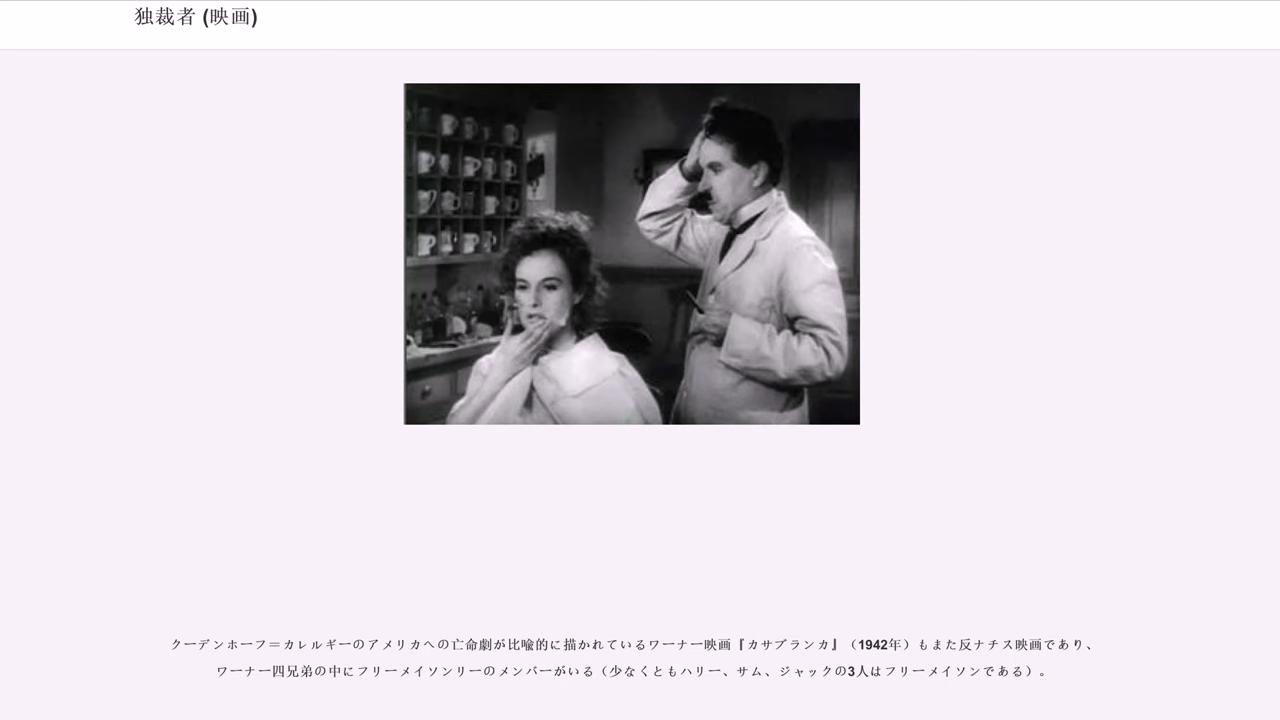 独裁者 (映画)
クーデンホーフ＝カレルギーのアメリカへの亡命劇が比喩的に描かれているワーナー映画『カサブランカ』（1942年）もまた反ナチス映画であり、
ワーナー四兄弟の中にフリーメイソンリーのメンバーがいる（少なくともハリー、サム、ジャックの3人はフリーメイソンである）。